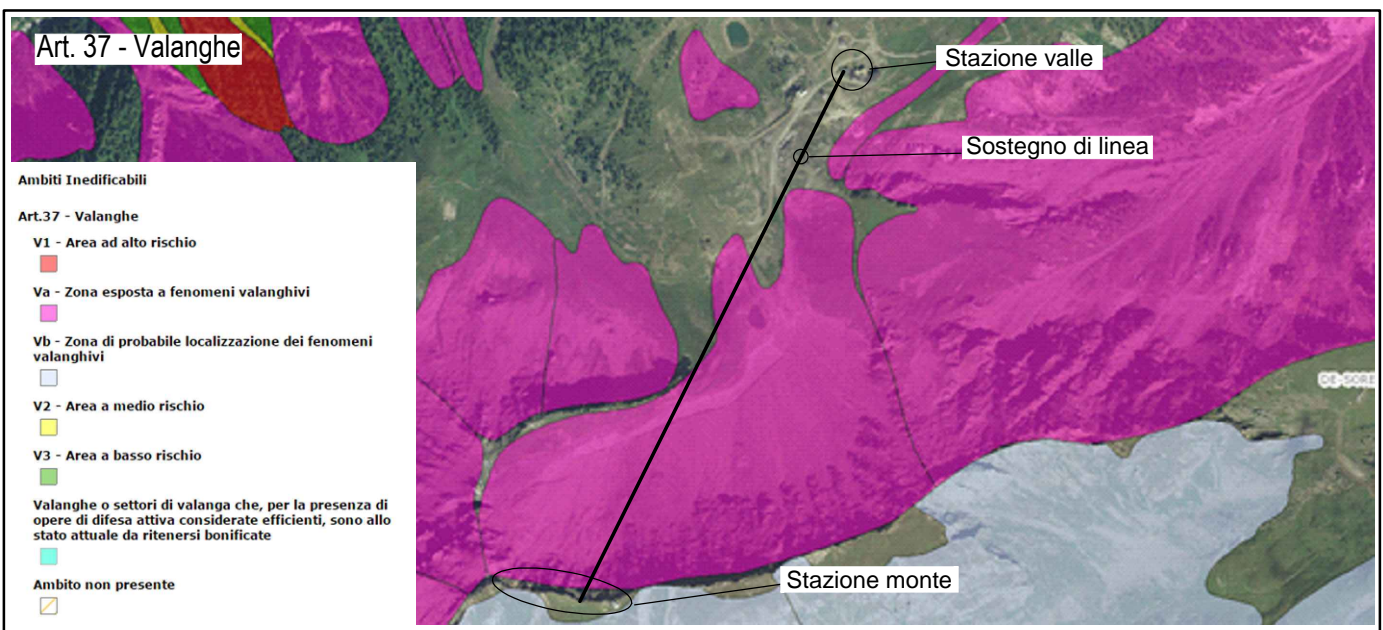 Art. 37 - Valanghe
Stazione valle
Sostegno di linea
Ambiti Inedificabili
Art.37 - Valanghe
V1 - Area ad alto rischio
Va - Zona esposta a fenomeni valanghivi
Vb - Zona di probabile localizzazione dei fenomeni
valanghivi
V2 - Area a medio rischio
V3 - Area a basso rischio
Valanghe o settori di valanga che, per la presenza di
opere di difesa attiva considerate efficienti, sono allo
stato attuale da ritenersi bonificate
Ambito non presente
DE-SORE
Stazione monte